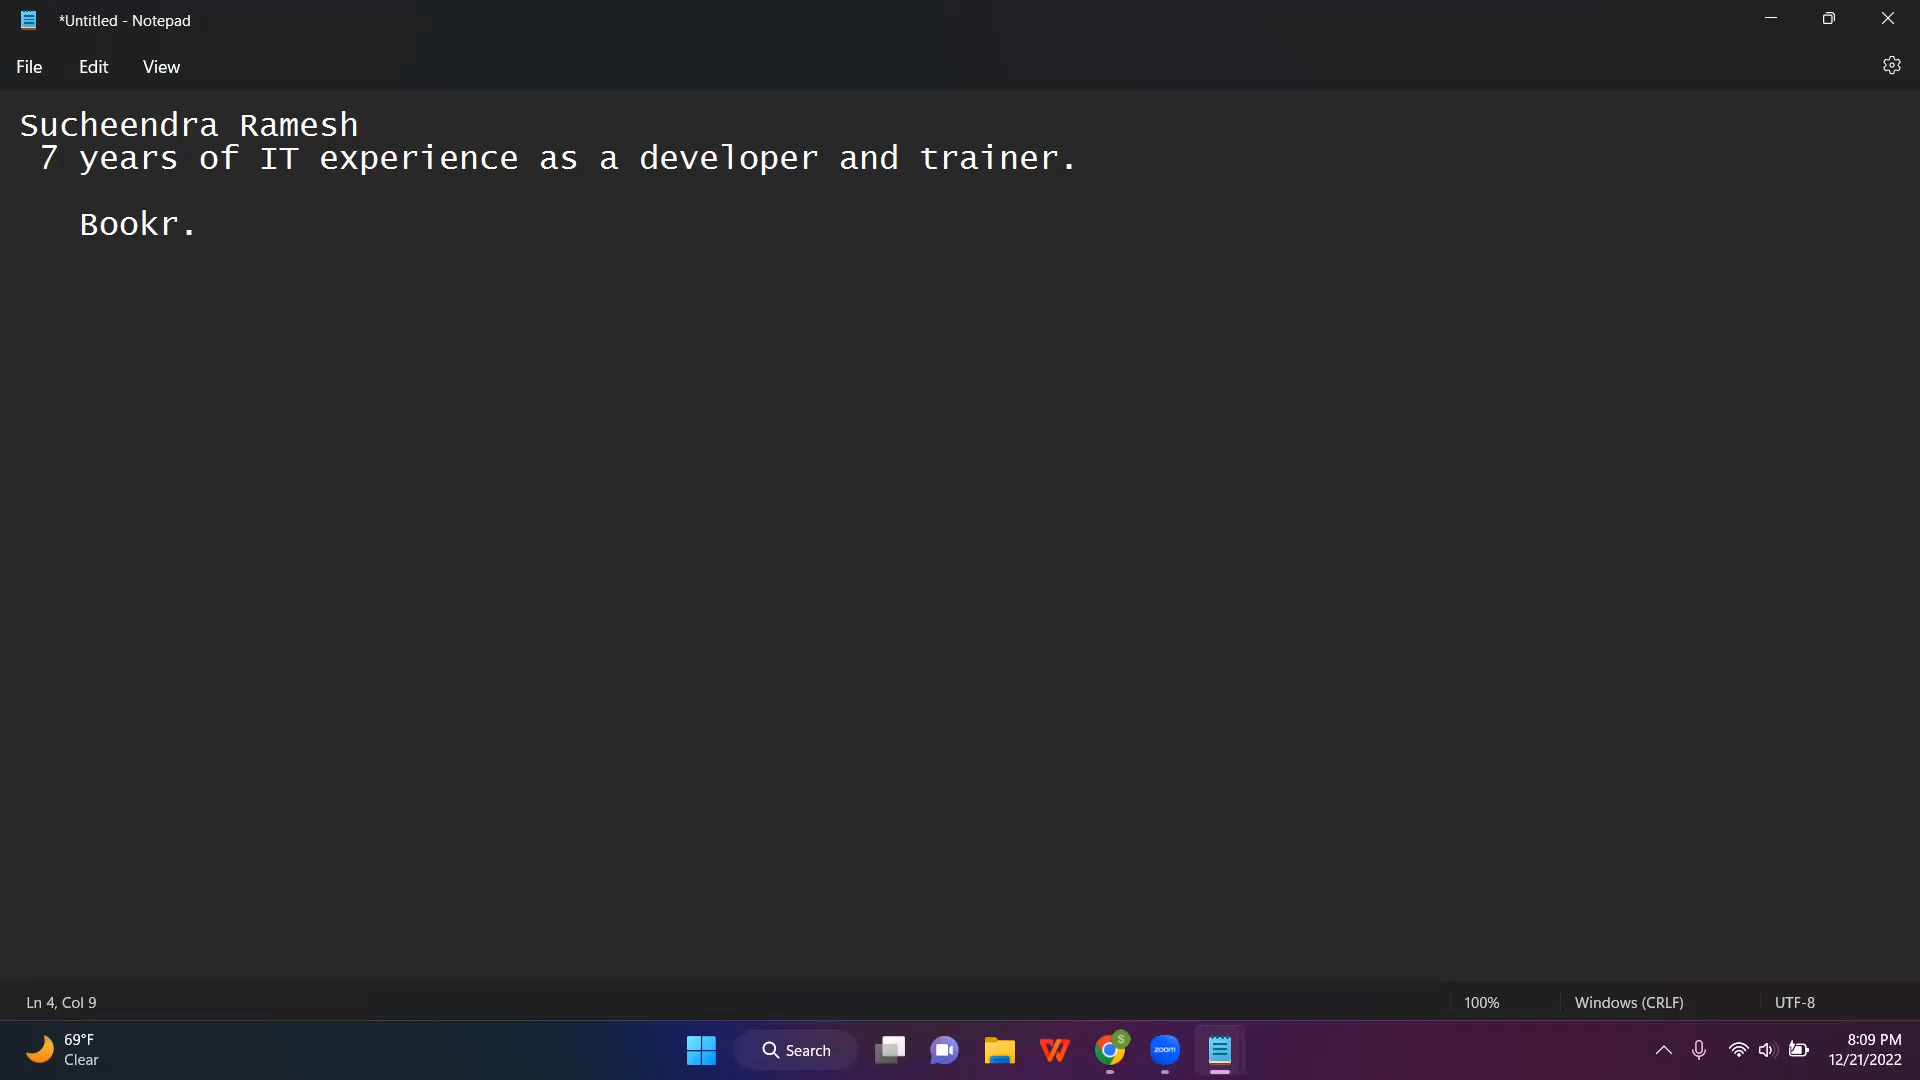 *Untitled - Notepad
File Edit View
Sucheendra Ramesh
7 years of IT experience as a developer and trainer.
Bookr.
Ln 4, Col 9 100% Windows (CRLF) UTF-8
69°F
Clear
Search
S
zoom
8:09 PM
12/21/2022